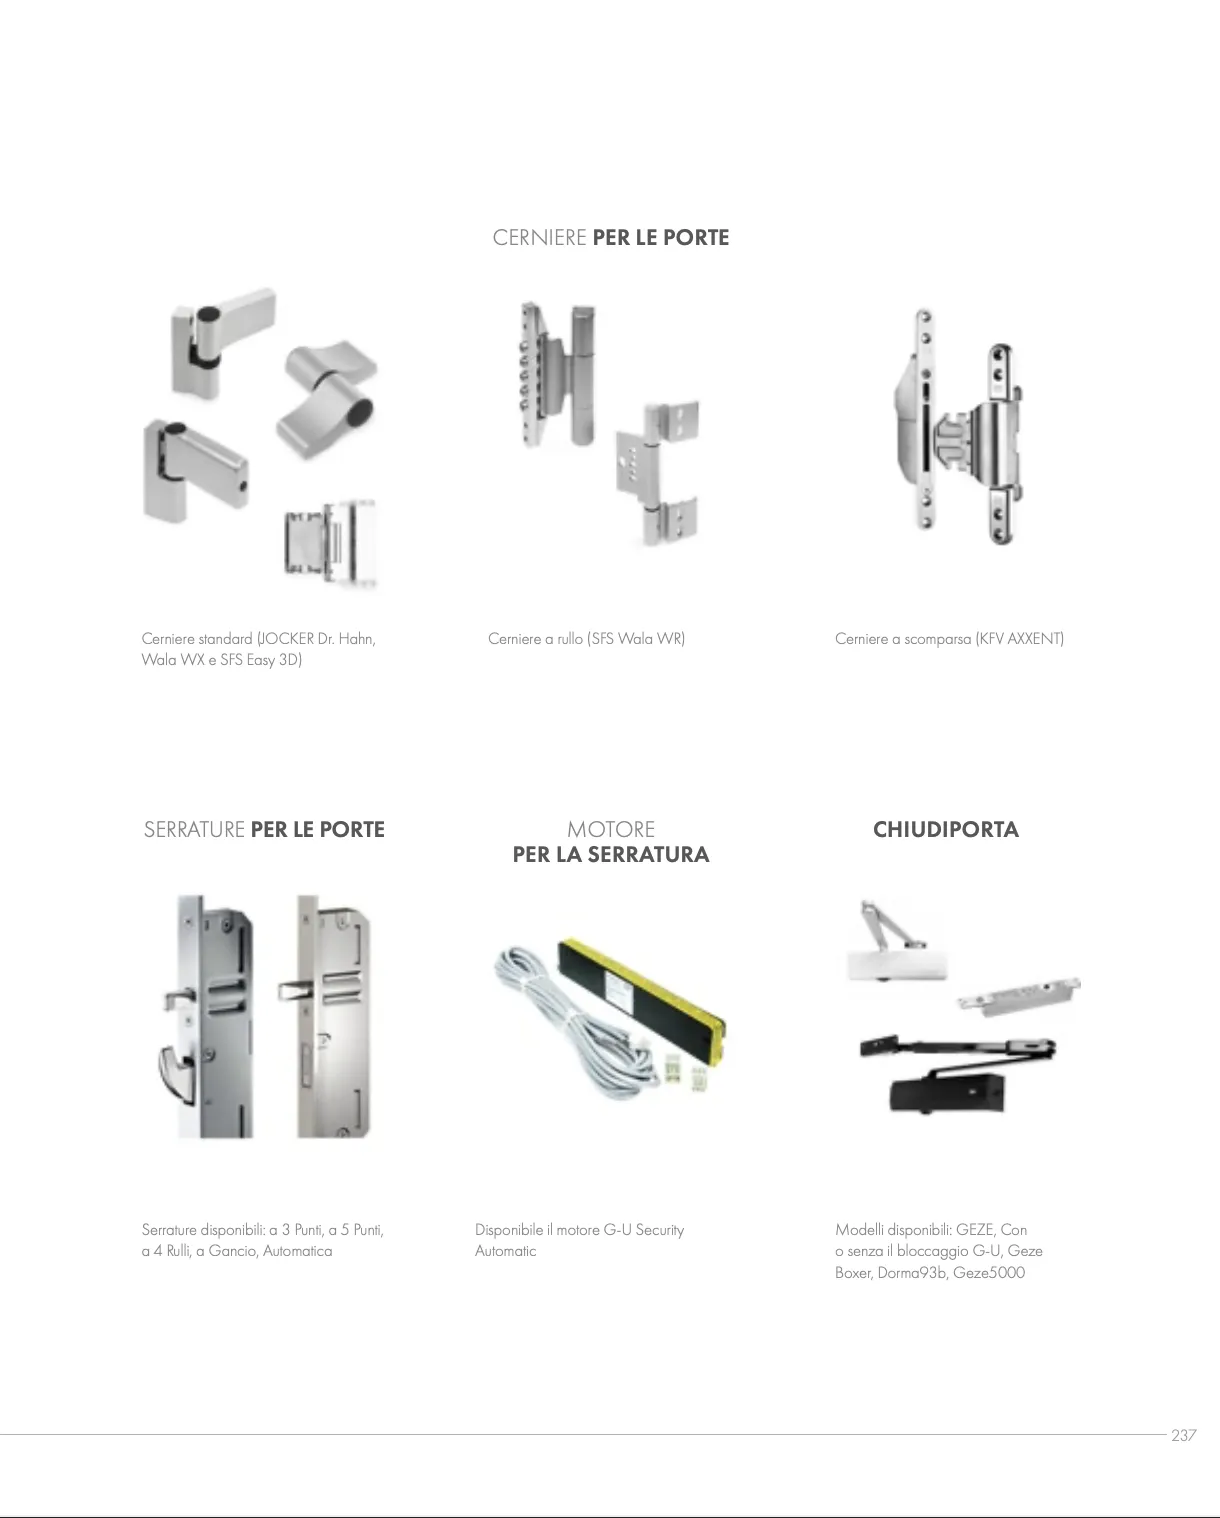 CERNIERE PER LE PORTE
Cerniere standard (JOCKER Dr. Hahn,
Wala WX e SFS Easy 3D)
Cerniere a rullo (SFS Wala WR)
Cerniere a scomparsa (KFV AXXENT)
SERRATURE PER LE PORTE
Serrature disponibili: a 3 Punti, a 5 Punti,
a 4 Rulli, a Gancio, Automatica
MOTORE
PER LA SERRATURA
Disponibile il motore G-U Security
Automatic
CHIUDIPORTA
Modelli disponibili: GEZE, Con
o senza il bloccaggio G-U, Geze
Boxer, Dorma93b, Geze5000
237